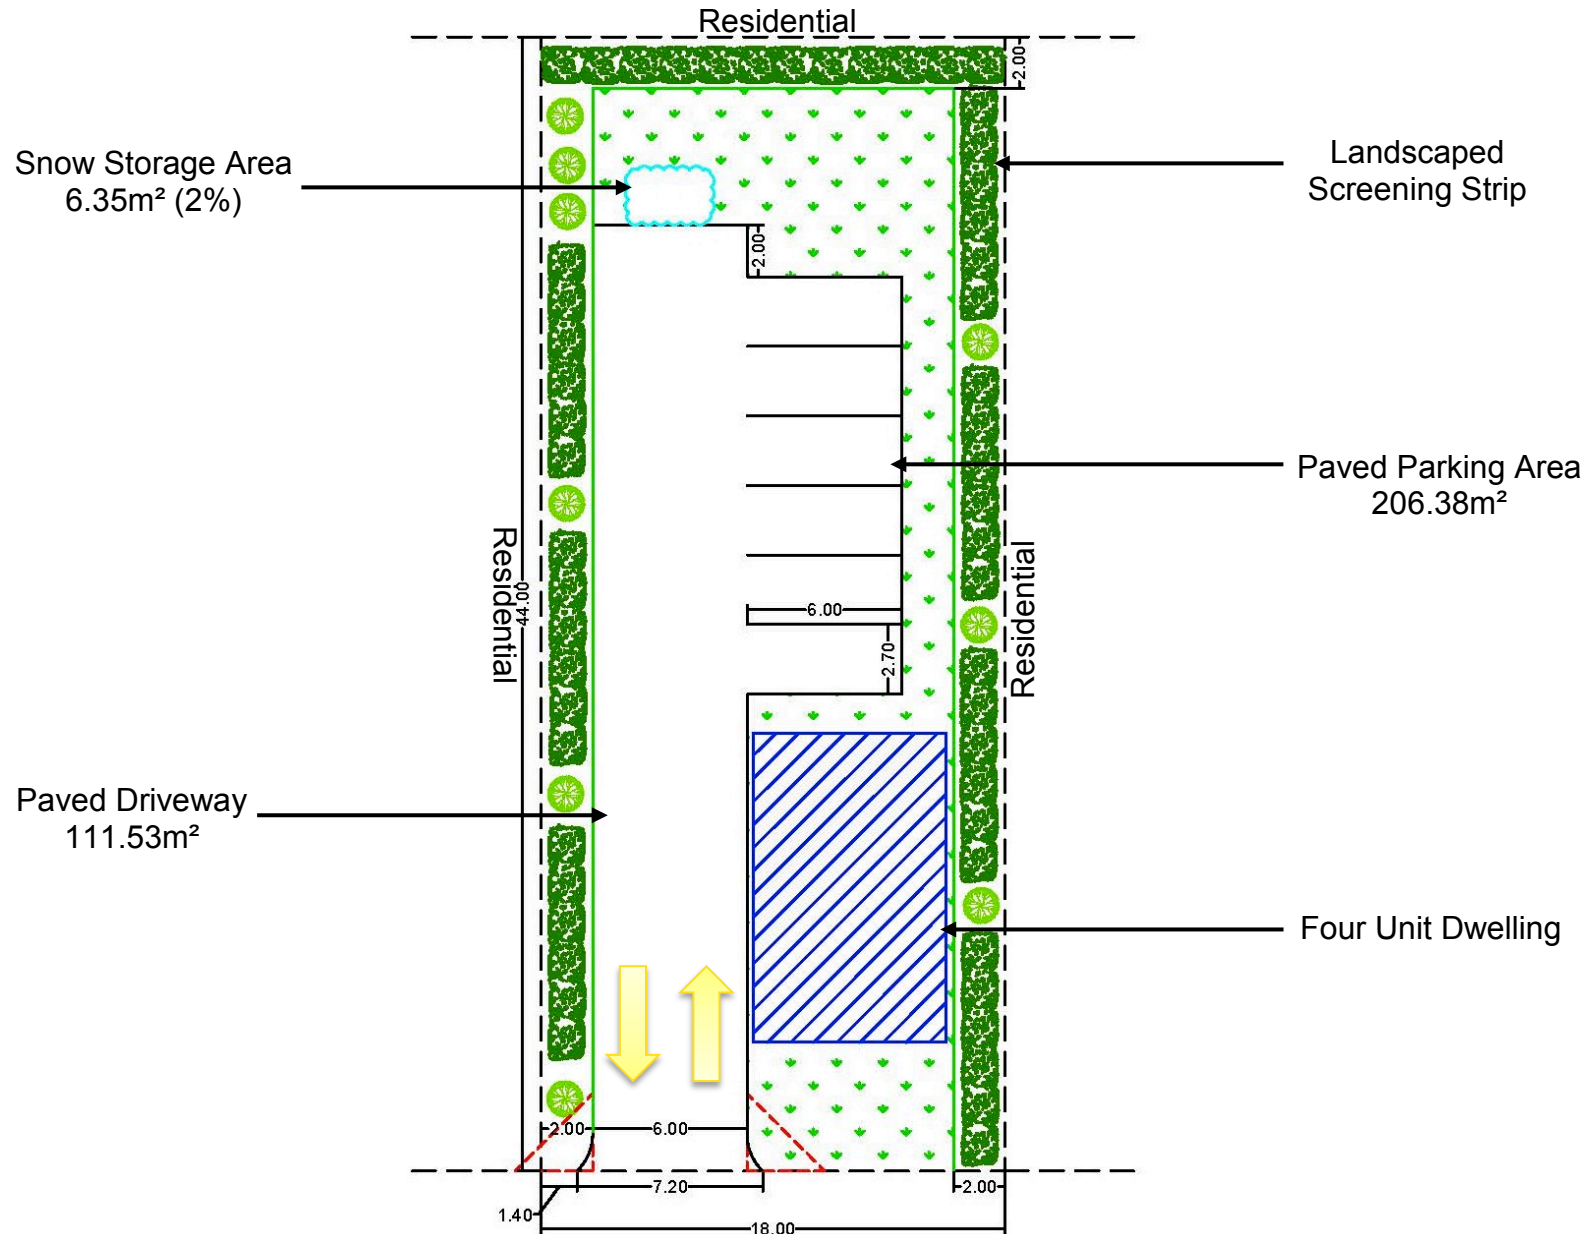 Residential
2.00
Snow Storage Area
6.35m² (2%)
Landscaped
Screening Strip
2.00
Paved Parking Area
206.38m²
Residential
44.00
Residential
6.00
2.70
Paved Driveway
111.53m²
Four Unit Dwelling
2.00
6.00
7.20
2.00
1.40
18.00